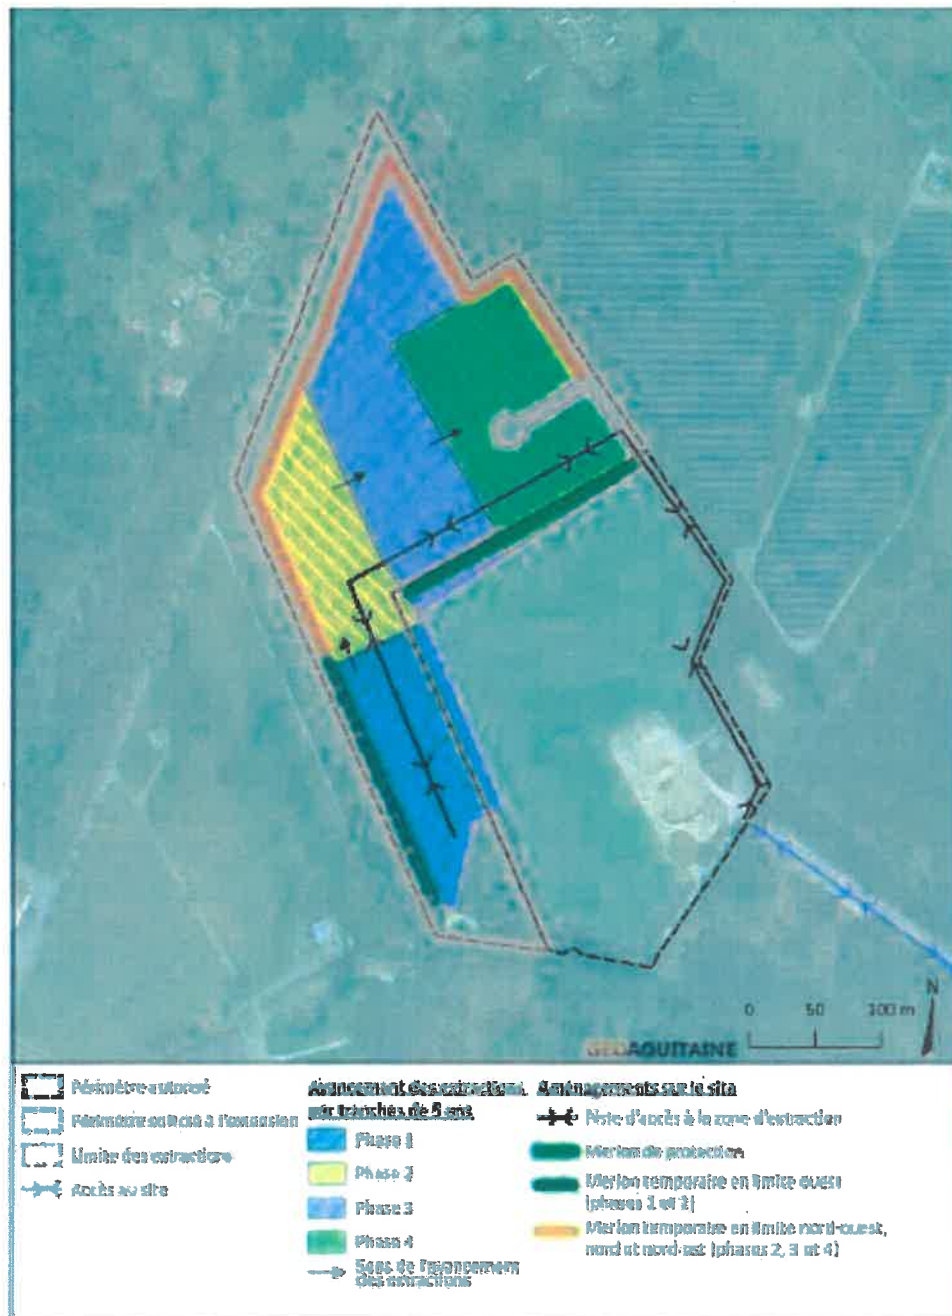 N
0 50 100 m
GEOAQUITAINE
Périmètre autorisé
Périmètre sollicité à l'extension
Limite des extractions
Accès au site
Avancement des extractions
par tranches de 5 ans
Phase 1
Phase 2
Phase 3
Phase 4
Sens de l'avancement
des extractions
Aménagements sur le site
Piste d'accès à la zone d'extraction
Merlon de protection
Merlon temporaire en limite ouest
(phases 1 et 2)
Merlon temporaire en limite nord-ouest,
nord et nord-est (phases 2, 3 et 4)